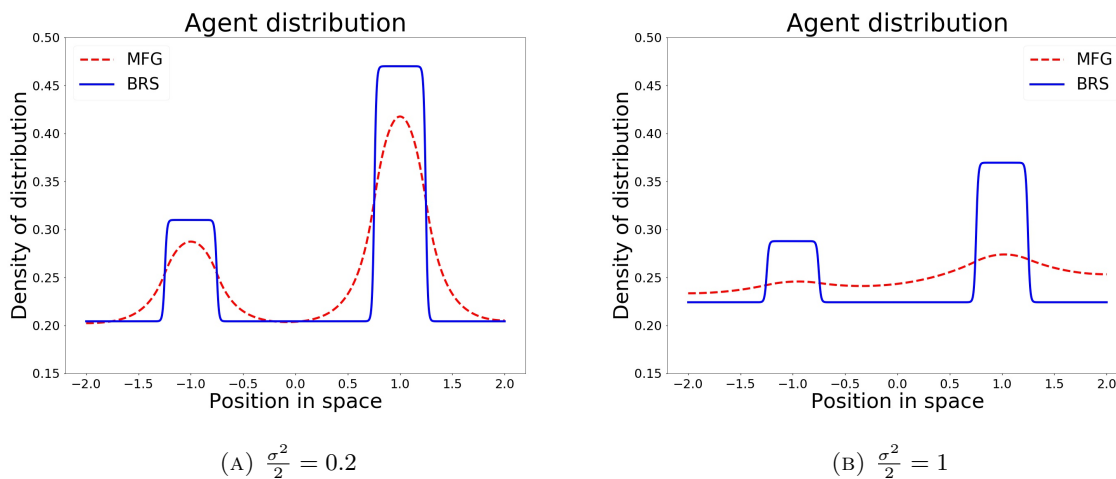 Agent distribution
MFG
BRS
0.50
0.45
0.40
0.35
0.30
0.25
0.20
0.15
Density of distribution
−2.0 −1.5 −1.0 −0.5 0.0 0.5 1.0 1.5 2.0
Position in space
(A) σ²/2 = 0.2
Agent distribution
MFG
BRS
0.50
0.45
0.40
0.35
0.30
0.25
0.20
0.15
Density of distribution
−2.0 −1.5 −1.0 −0.5 0.0 0.5 1.0 1.5 2.0
Position in space
(B) σ²/2 = 1